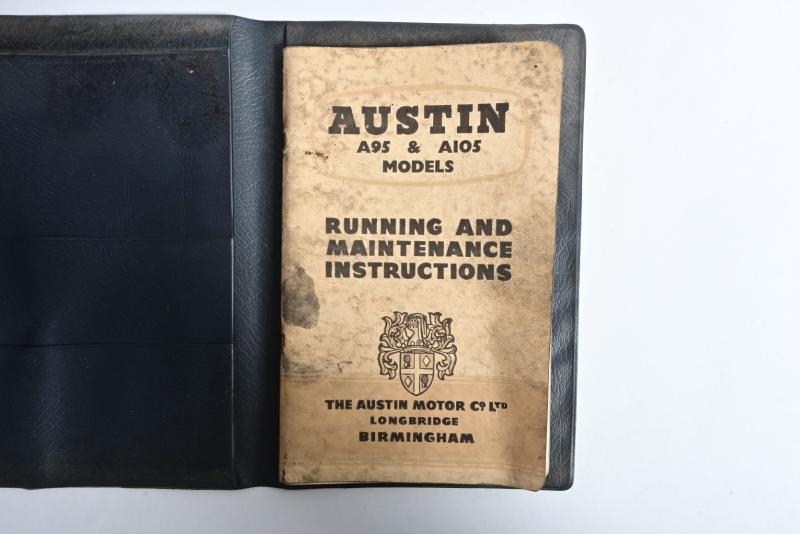 AUSTIN
A95 & A105
MODELS
RUNNING AND
MAINTENANCE
INSTRUCTIONS
THE AUSTIN MOTOR Co LTD
LONGBRIDGE
BIRMINGHAM